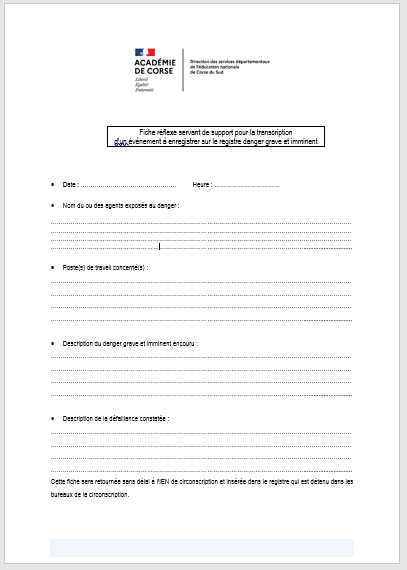 ACADÉMIE
DE CORSE
Liberté
Égalité
Fraternité
Direction des services départementaux
de l'éducation nationale
de Corse du Sud
Fiche réflexe servant de support pour la transcription
d'un évènement à enregistrer sur le registre danger grave et imminent
• Date : ............................................ Heure : ..............................
• Nom du ou des agents exposés au danger :
• Poste(s) de travail concerné(s) :
• Description du danger grave et imminent encouru :
• Description de la défaillance constatée :
Cette fiche sera retournée sans délai à l'IEN de circonscription et insérée dans le registre qui est détenu dans les
bureaux de la circonscription.